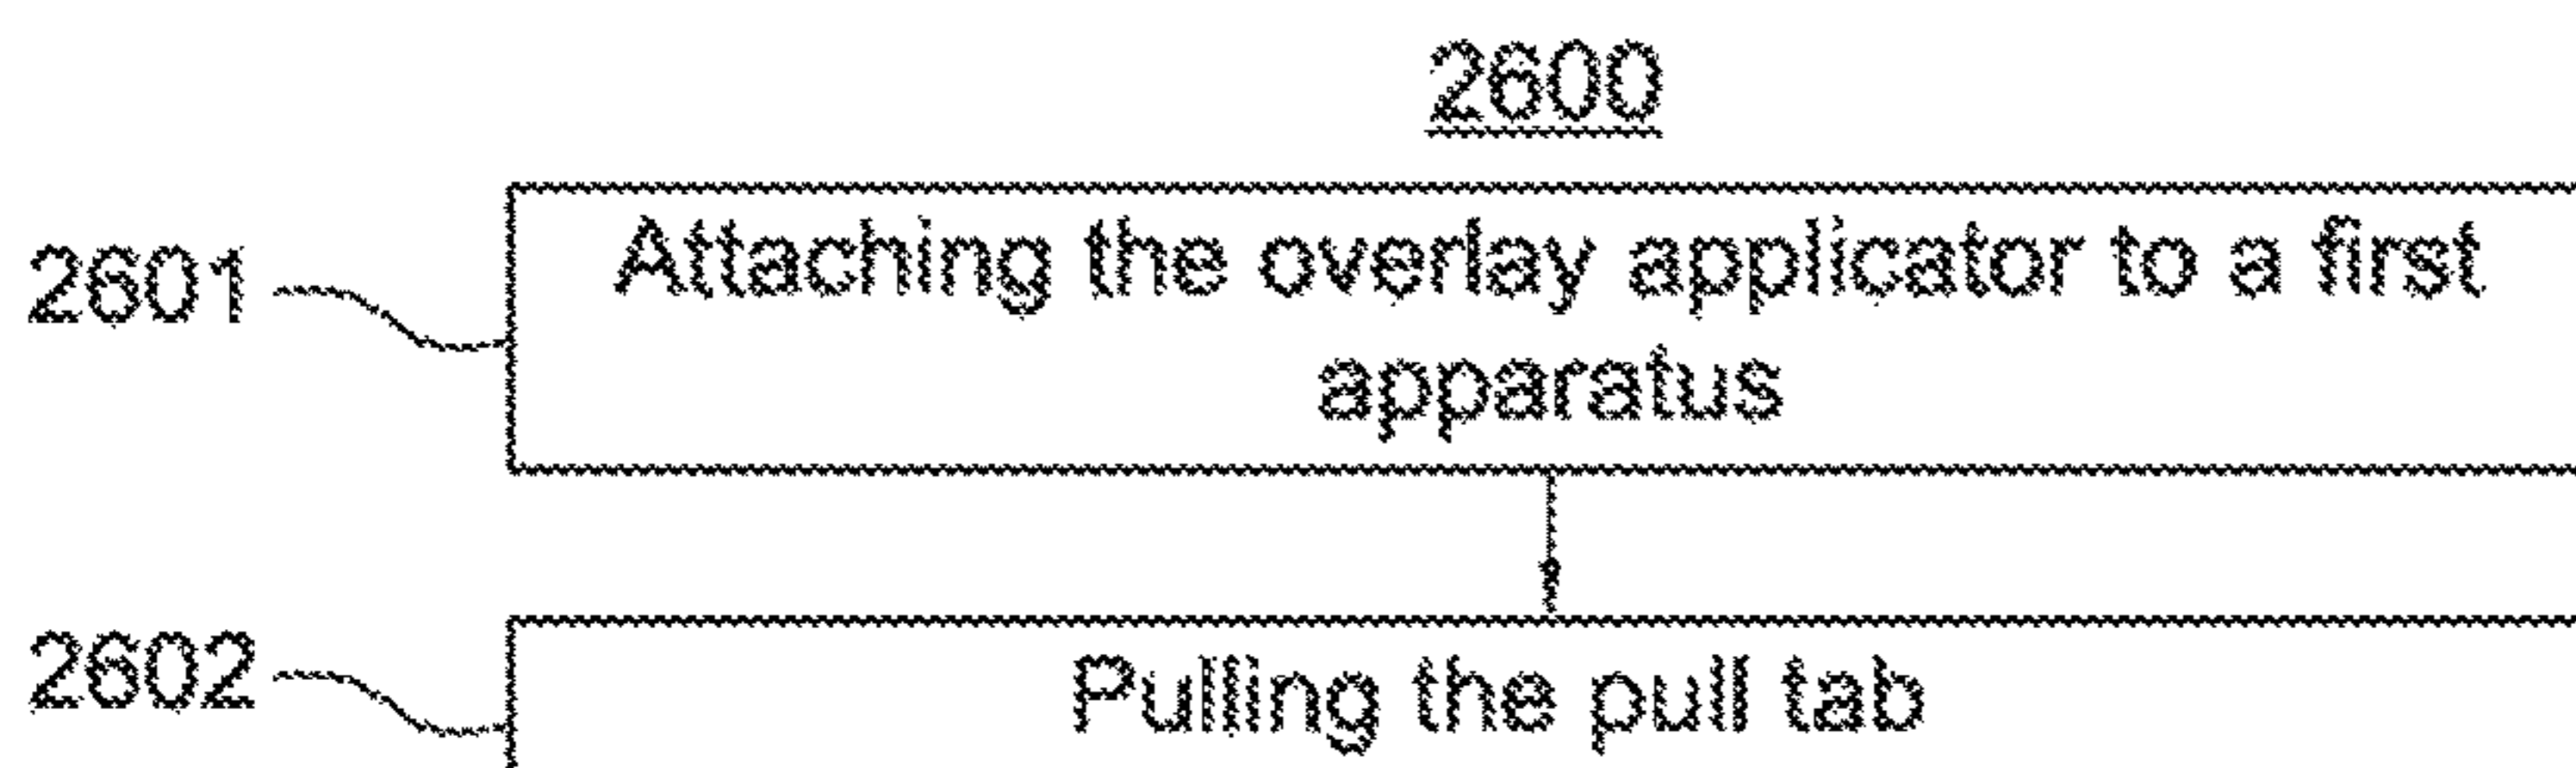 2600
2601
Attaching the overlay applicator to a first
apparatus
2602
Pulling the pull tab